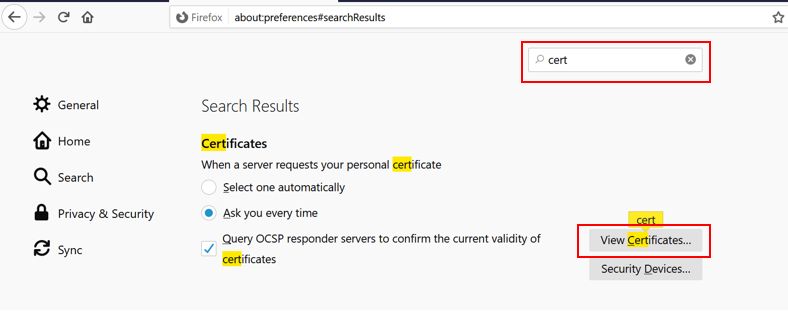 Firefox about:preferences#searchResults
cert
General
Home
Search
Privacy & Security
Sync
Search Results
Certificates
When a server requests your personal certificate
Select one automatically
Ask you every time
Query OCSP responder servers to confirm the current validity of
certificates
cert
View Certificates...
Security Devices...